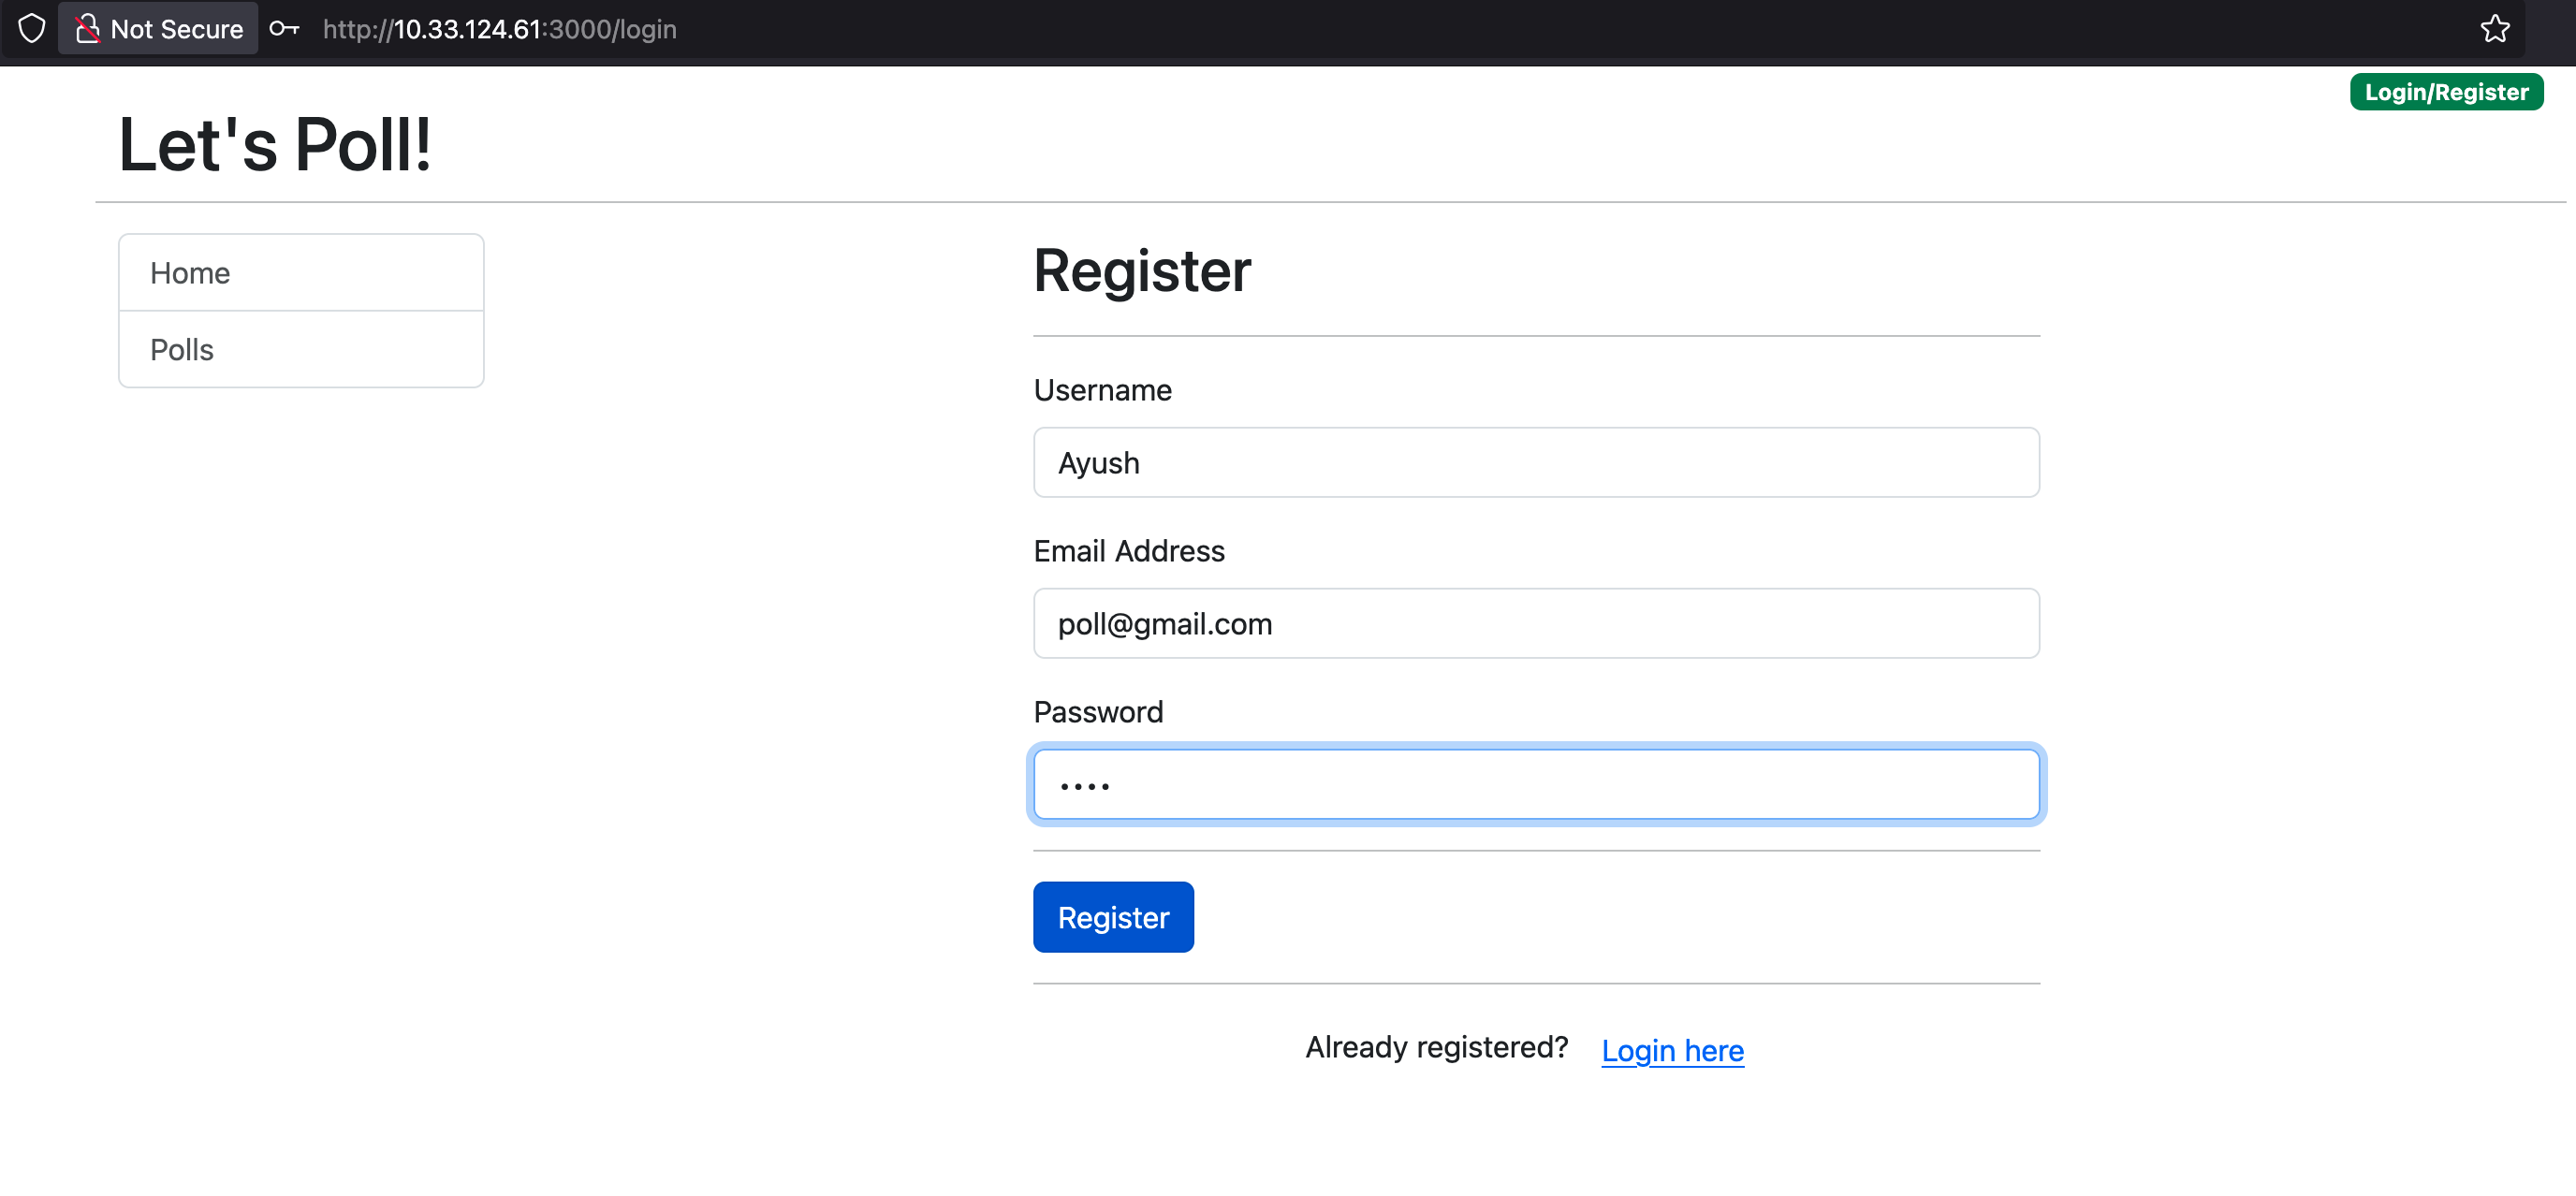 Not Secure http://10.33.124.61:3000/login
Login/Register
Let's Poll!
Home
Polls
Register
Username
Ayush
Email Address
poll@gmail.com
Password
••••
Register
Already registered? Login here